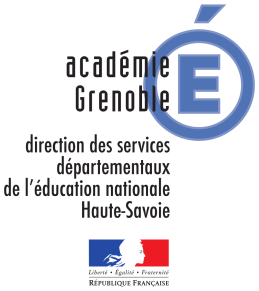 académie
Grenoble
É
direction des services
départementaux
de l'éducation nationale
Haute-Savoie
Liberté • Égalité • Fraternité
RÉPUBLIQUE FRANÇAISE